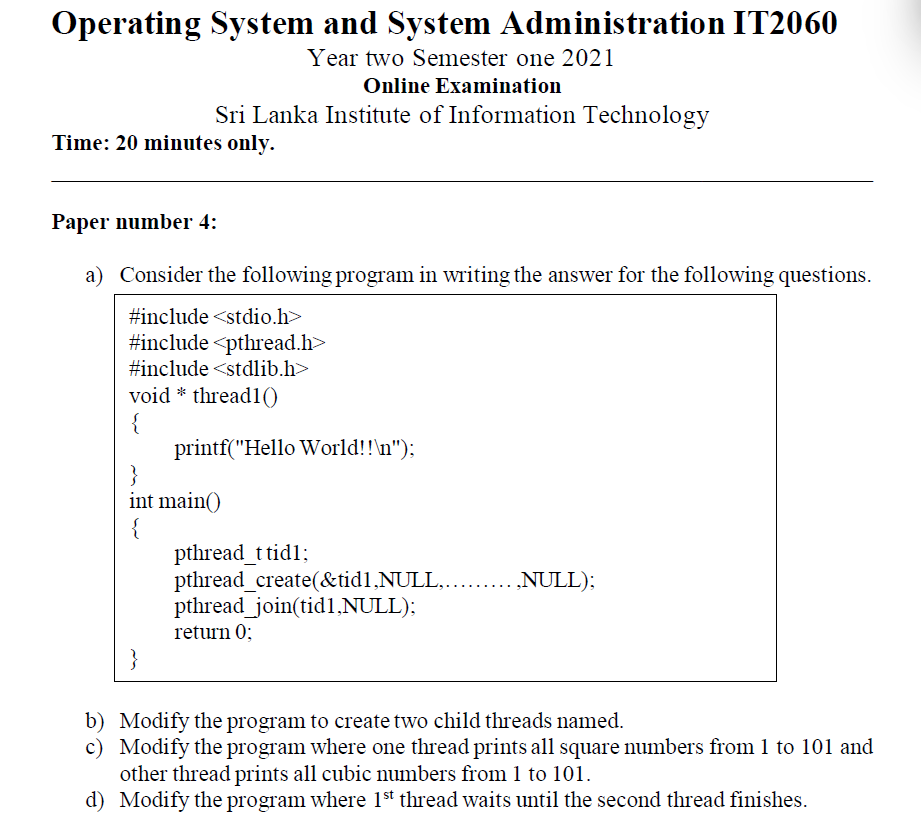 Operating System and System Administration IT2060
Year two Semester one 2021
Online Examination
Sri Lanka Institute of Information Technology
Time: 20 minutes only.
Paper number 4:
a) Consider the following program in writing the answer for the following questions.
#include <stdio.h>
#include <pthread.h>
#include <stdlib.h>
void * thread1()
{
printf("Hello World!!\n");
}
int main()
{
pthread_t tid1;
pthread_create(&tid1,NULL,……… ,NULL);
pthread_join(tid1,NULL);
return 0;
}
b) Modify the program to create two child threads named.
c) Modify the program where one thread prints all square numbers from 1 to 101 and
other thread prints all cubic numbers from 1 to 101.
d) Modify the program where 1st thread waits until the second thread finishes.